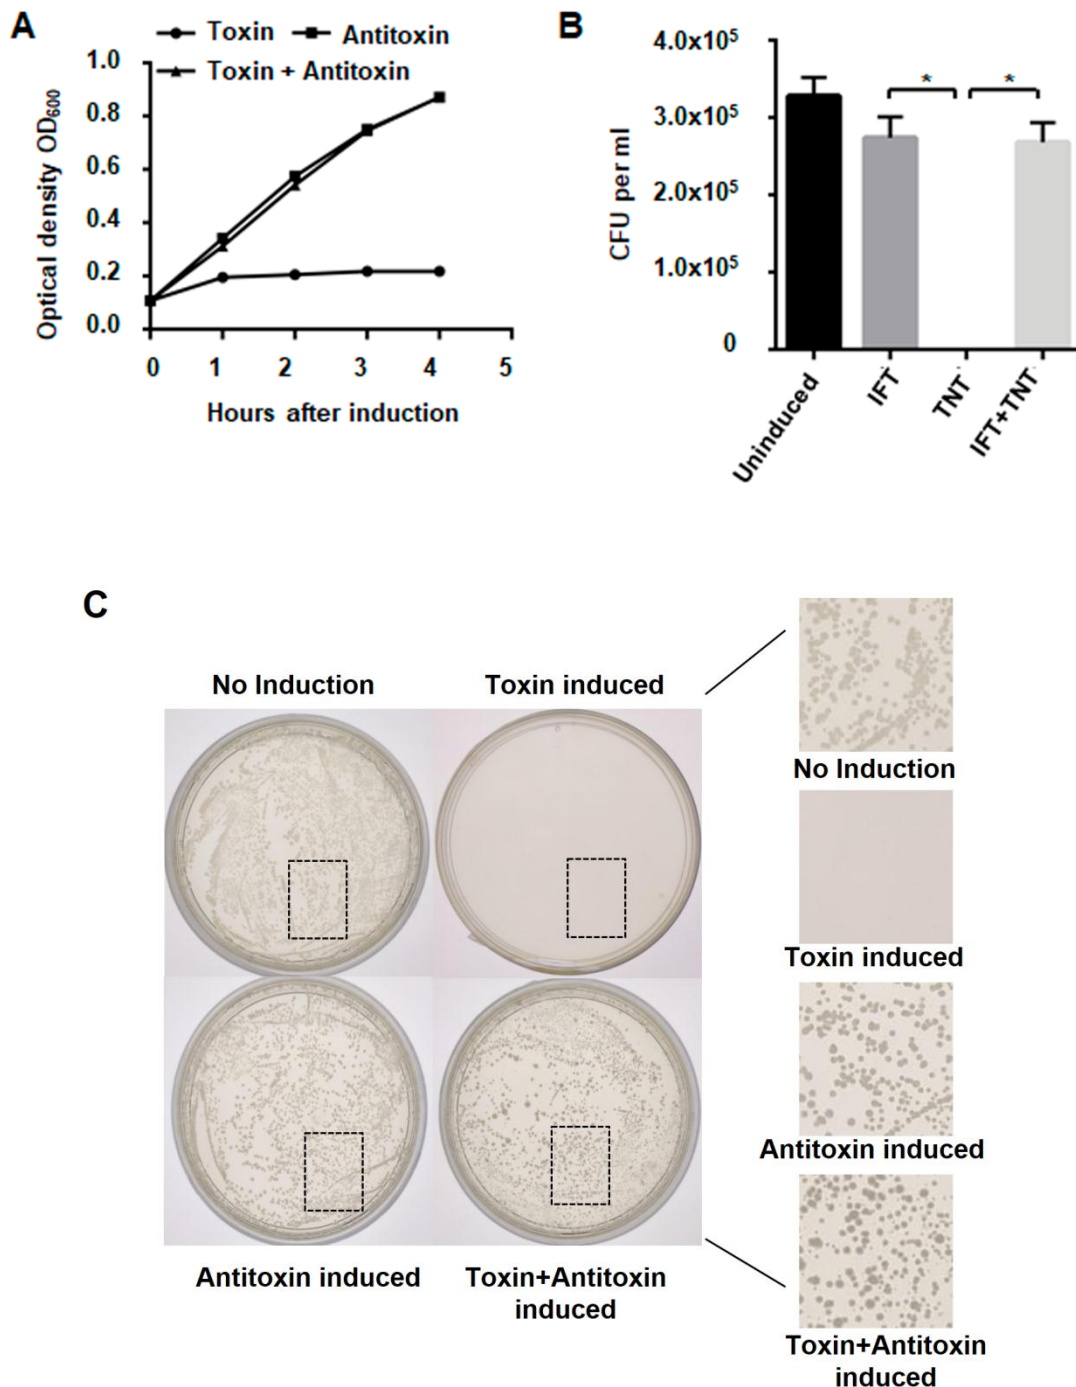 A
Toxin
Antitoxin
Toxin + Antitoxin
Optical density OD600
1.0
0.8
0.6
0.4
0.2
0.0
0 1 2 3 4 5
Hours after induction
B
CFU per ml
4.0x10⁵
3.0x10⁵
2.0x10⁵
1.0x10⁵
0
* *
Uninduced
IFT
TNT
IFT+TNT
C
No Induction
Toxin induced
Antitoxin induced
Toxin+Antitoxin
induced
No Induction
Toxin induced
Antitoxin induced
Toxin+Antitoxin
induced